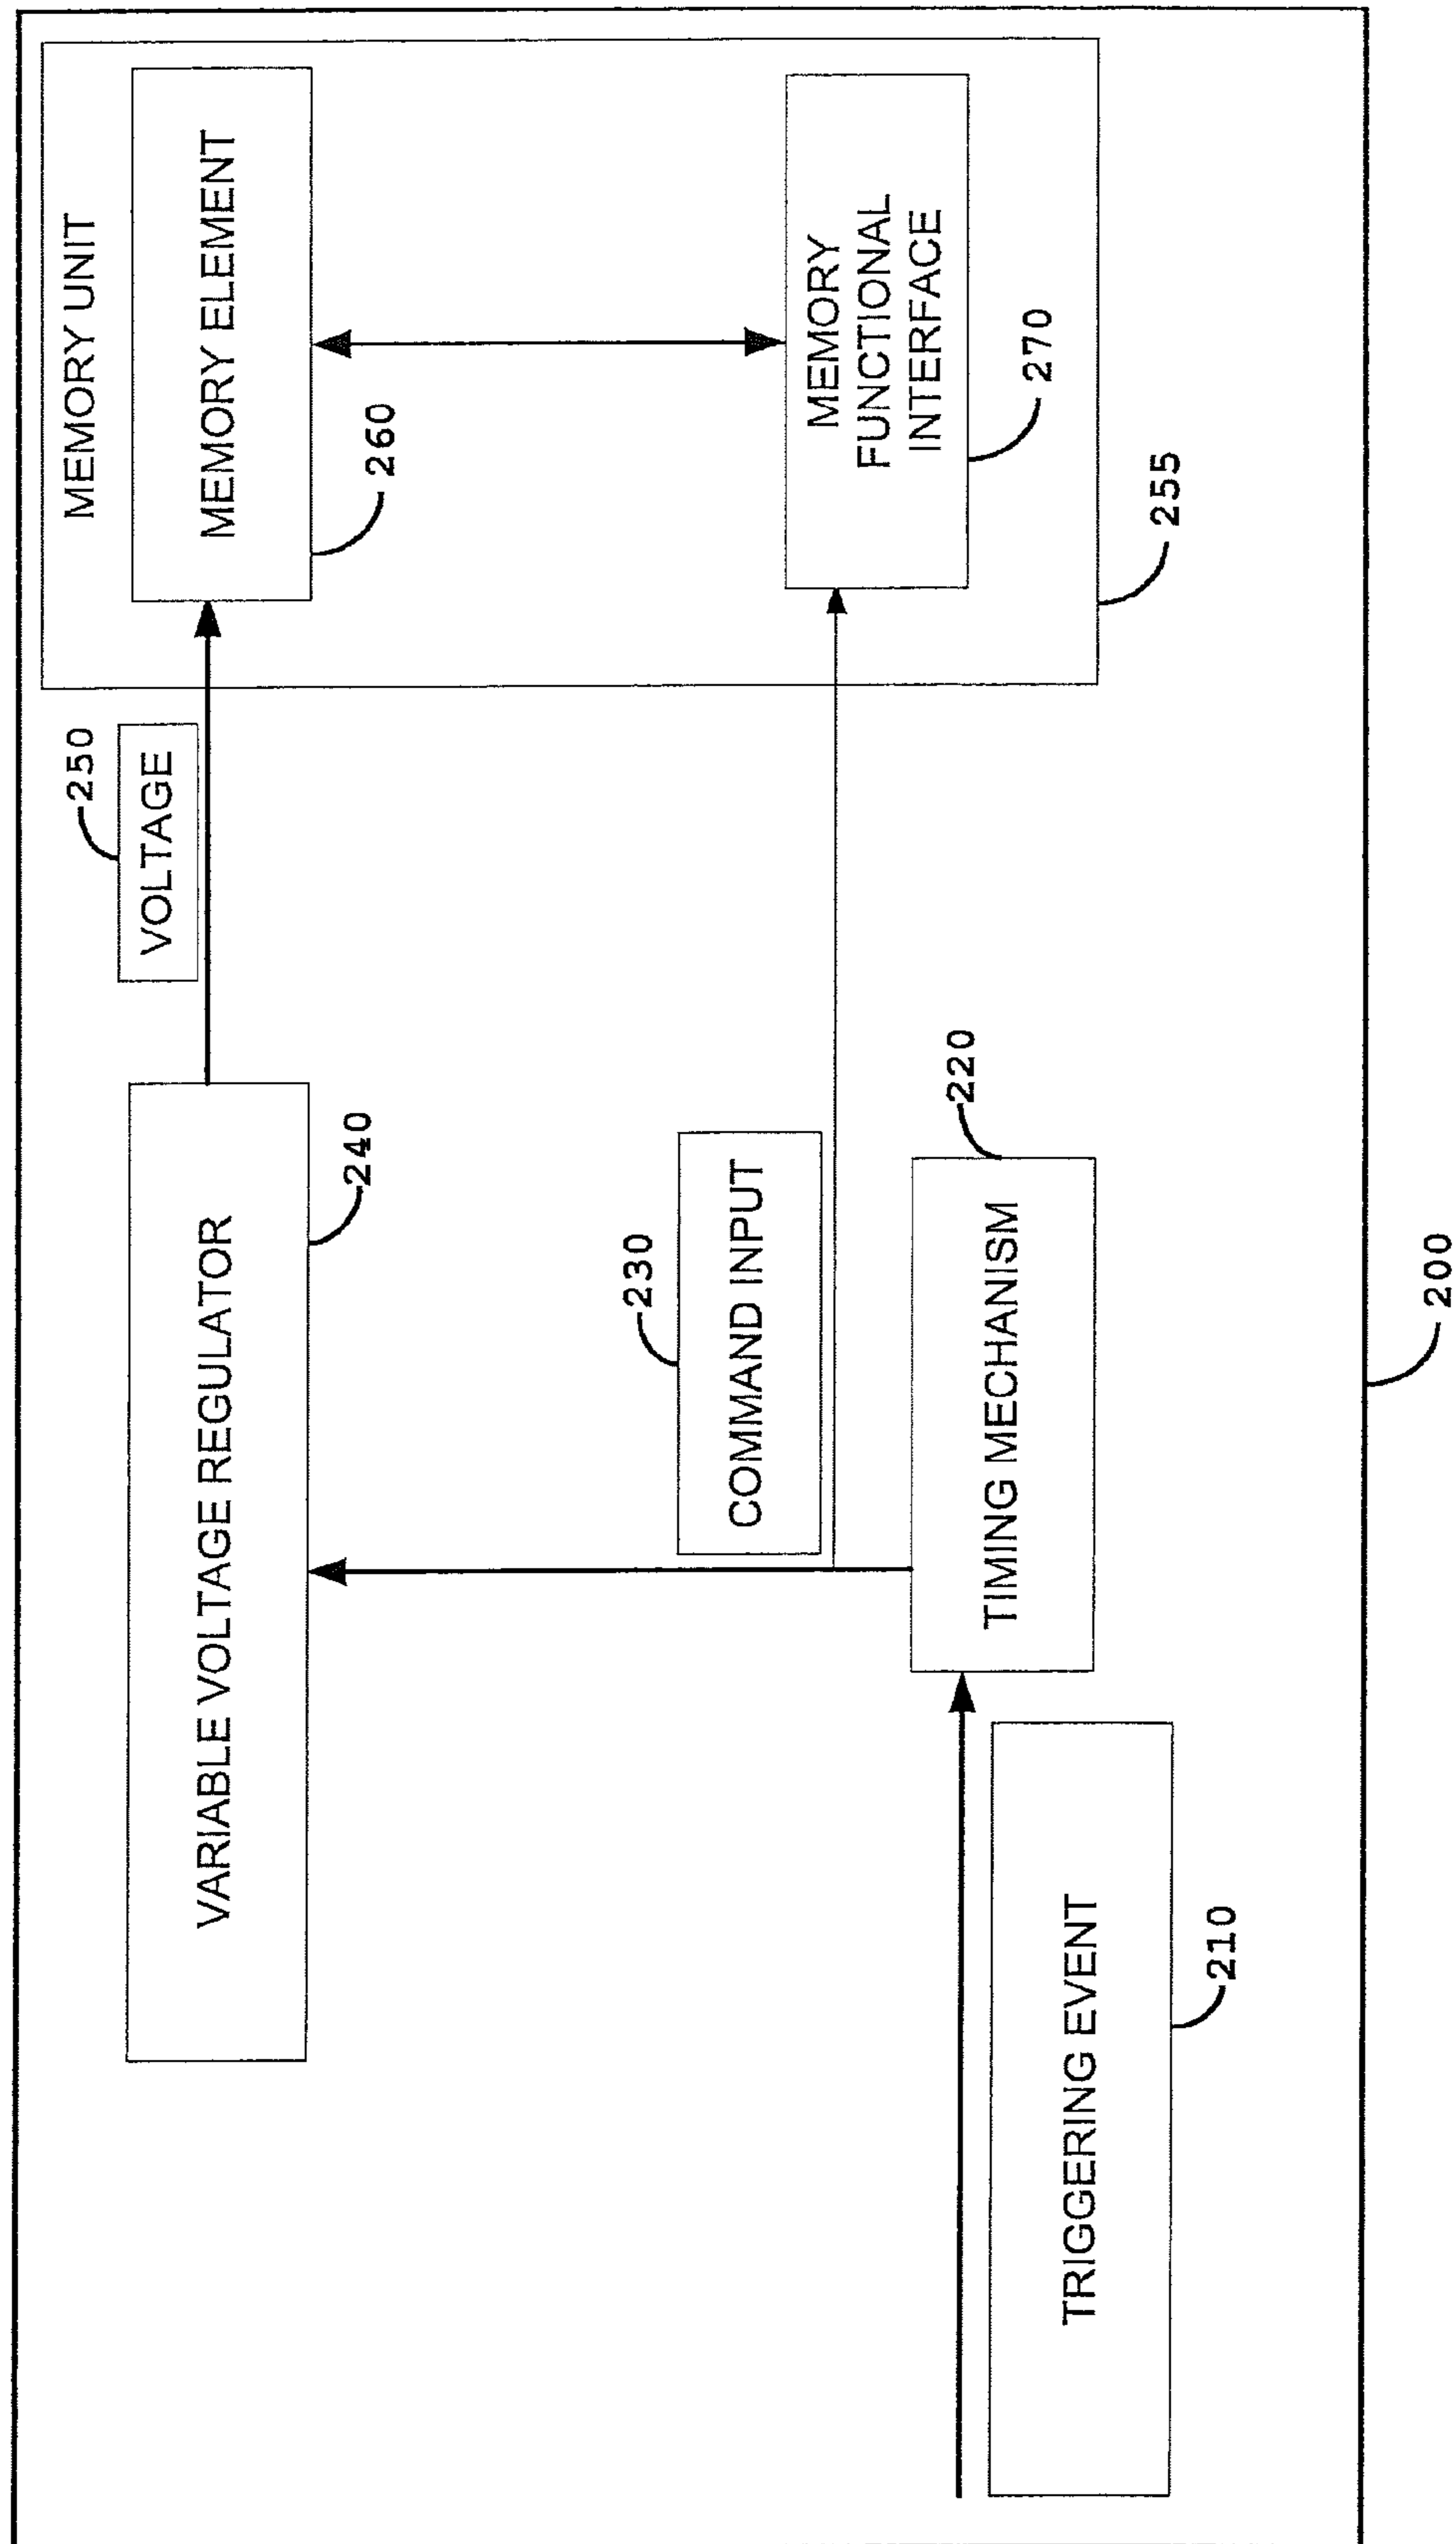 MEMORY UNIT
MEMORY ELEMENT
260
MEMORY
FUNCTIONAL
INTERFACE
270
255
250
VOLTAGE
VARIABLE VOLTAGE REGULATOR
240
230
COMMAND INPUT
220
TIMING MECHANISM
TRIGGERING EVENT
210
200